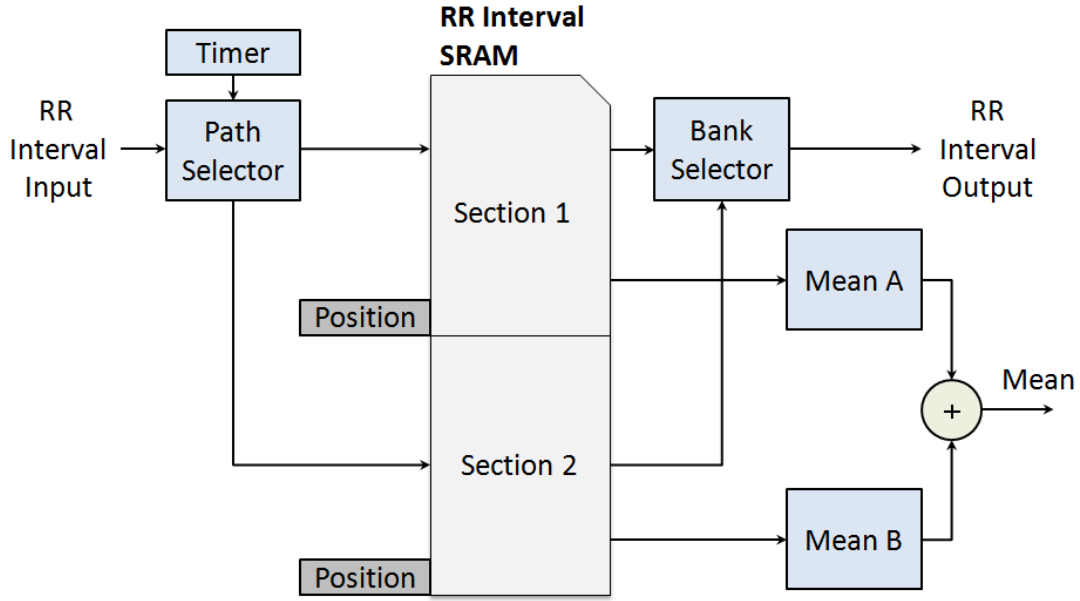 RR Interval
SRAM
Timer
RR
Interval
Input
Path
Selector
Bank
Selector
RR
Interval
Output
Section 1
Mean A
Position
Mean
+
Section 2
Mean B
Position